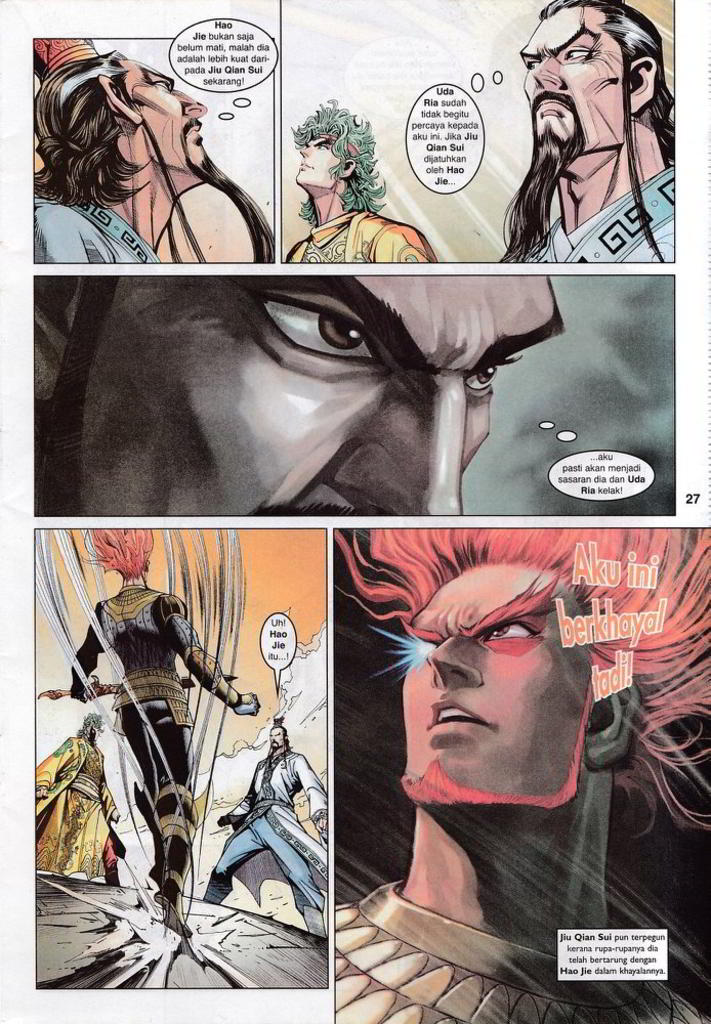 Hao
Jie bukan saja
belum mati, malah dia
adalah lebih kuat dari-
pada Jiu Qian Sui
sekarang!
Uda
Ria sudah
tidak begitu
percaya kepada
aku ini. Jika Jiu
Qian Sui
dijatuhkan
oleh Hao
Jie...
...aku
pasti akan menjadi
sasaran dia dan Uda
Ria kelak!
27
Uh!
Hao
Jie
itu...!
Aku ini
berkhayal
tadi!
Jiu Qian Sui pun terpegun
kerana rupa-rupanya dia
telah bertarung dengan
Hao Jie dalam khayalannya.